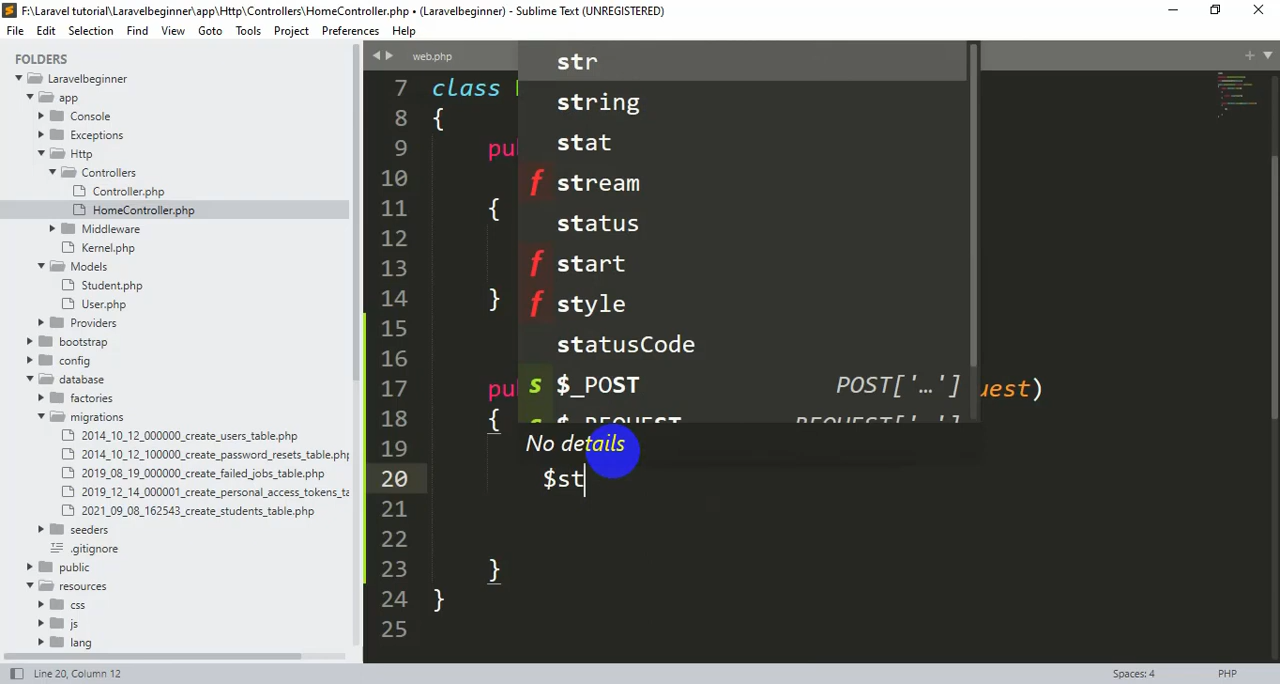 F:\Laravel tutorial\Laravelbeginner\app\Http\Controllers\HomeController.php • (Laravelbeginner) - Sublime Text (UNREGISTERED)
File Edit Selection Find View Goto Tools Project Preferences Help
FOLDERS
Laravelbeginner
app
Console
Exceptions
Http
Controllers
Controller.php
HomeController.php
Middleware
Kernel.php
Models
Student.php
User.php
Providers
bootstrap
config
database
factories
migrations
2014_10_12_000000_create_users_table.php
2014_10_12_100000_create_password_resets_table.php
2019_08_19_000000_create_failed_jobs_table.php
2019_12_14_000001_create_personal_access_tokens_ta
2021_09_08_162543_create_students_table.php
seeders
.gitignore
public
resources
css
js
lang
web.php
7 class
8 {
9 pu
10
11 {
12
13
14 }
15
16
17 pu uest)
18 {
19
20 $st
21
22
23 }
24 }
25
str
string
stat
f stream
status
f start
f style
statusCode
s $_POST POST['…']
s $_REQUEST REQUEST['…']
No details
Line 20, Column 12
Spaces: 4
PHP